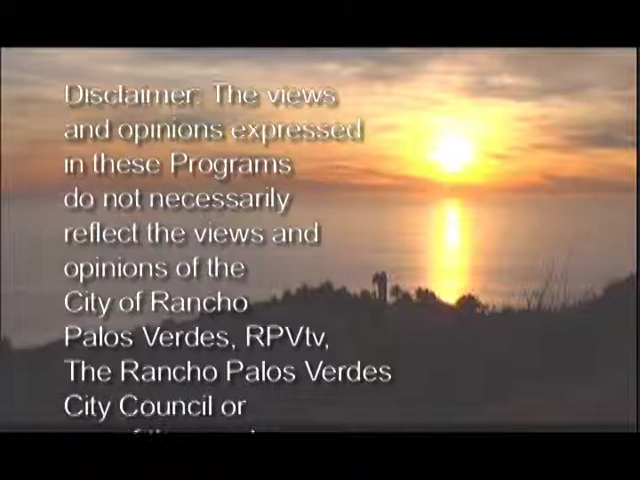 Disclaimer: The views
and opinions expressed
in these Programs
do not necessarily
reflect the views and
opinions of the
City of Rancho
Palos Verdes, RPVtv,
The Rancho Palos Verdes
City Council or